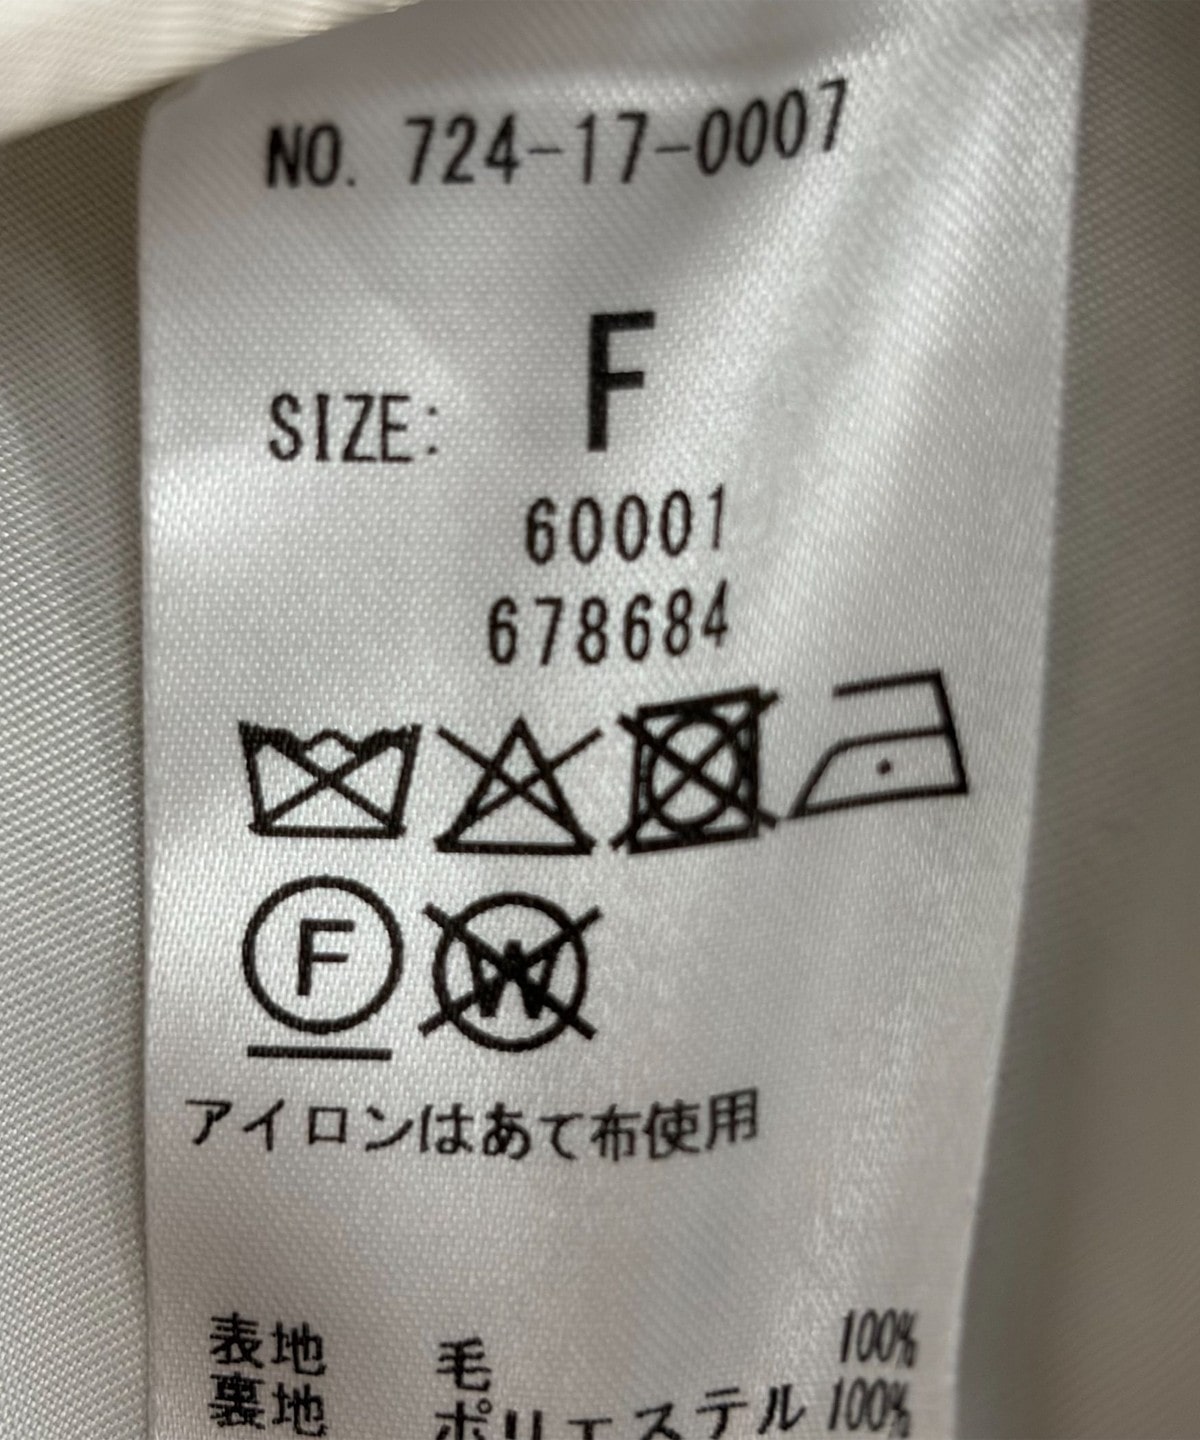 NO. 724-17-0007
SIZE: F
60001
678684
F
W
アイロンはあて布使用
表地 毛 100%
裏地 ポリエステル 100%